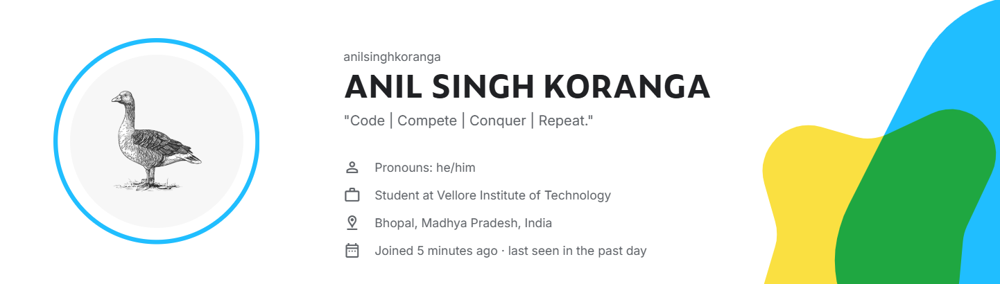 anilsinghkoranga
ANIL SINGH KORANGA
"Code | Compete | Conquer | Repeat."
Pronouns: he/him
Student at Vellore Institute of Technology
Bhopal, Madhya Pradesh, India
Joined 5 minutes ago · last seen in the past day